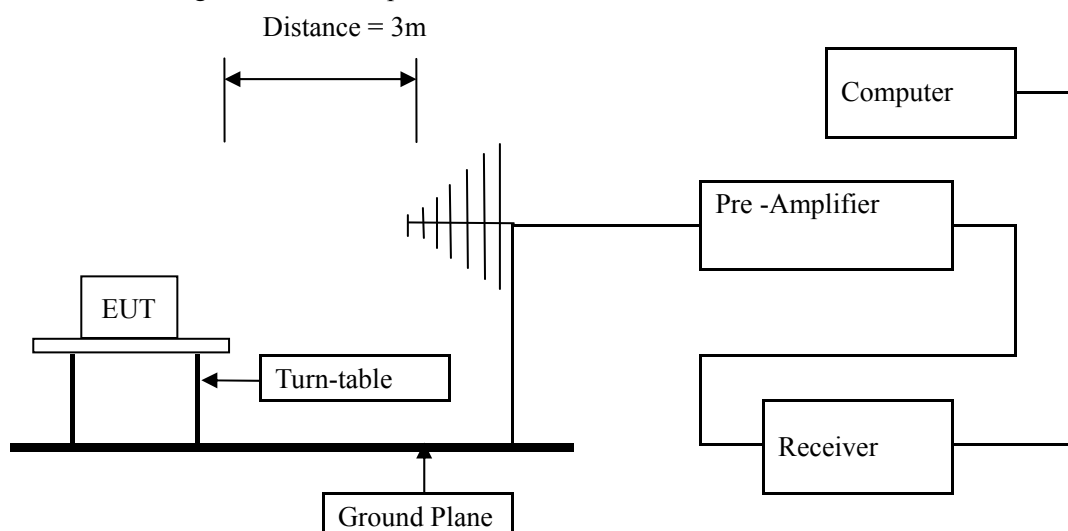 Distance = 3m
Computer
Pre -Amplifier
EUT
Turn-table
Receiver
Ground Plane